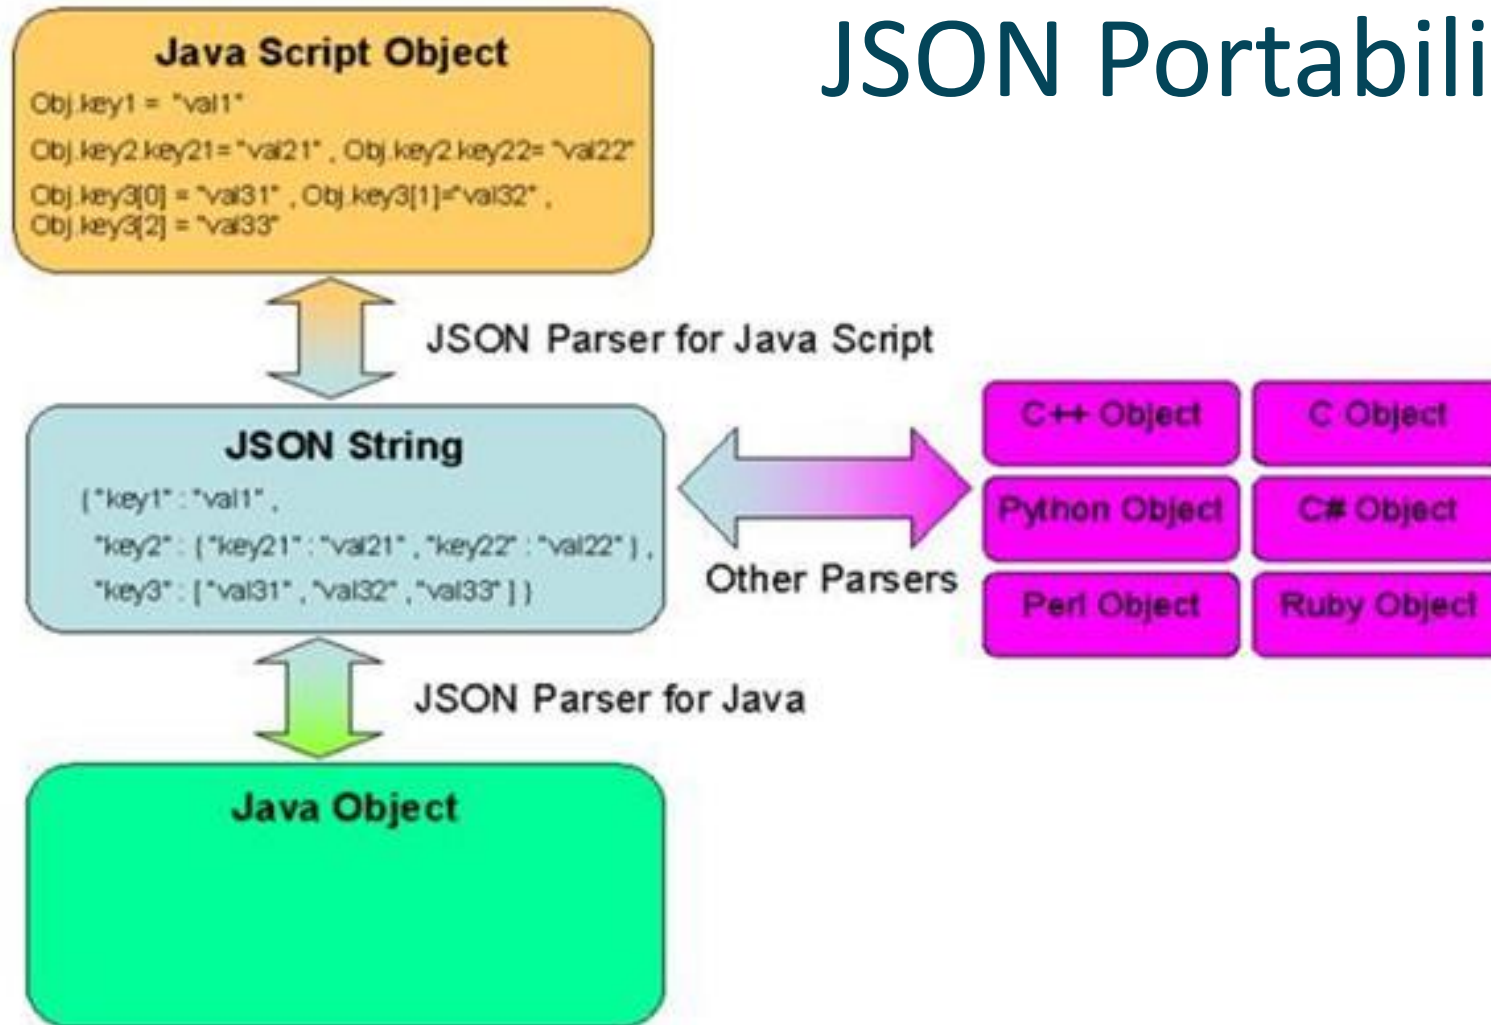 JSON Portabili
Java Script Object
Obj.key1 = "val1"
Obj.key2.key21= "val21" , Obj.key2.key22= "val22"
Obj.key3[0] = "val31" , Obj.key3[1]="val32" ,
Obj.key3[2] = "val33"
JSON Parser for Java Script
JSON String
{"key1" : "val1" ,
"key2" : {"key21" : "val21" , "key22" : "val22" } ,
"key3" : ["val31" , "val32" , "val33" ] }
Other Parsers
C++ Object
C Object
Python Object
C# Object
Perl Object
Ruby Object
JSON Parser for Java
Java Object